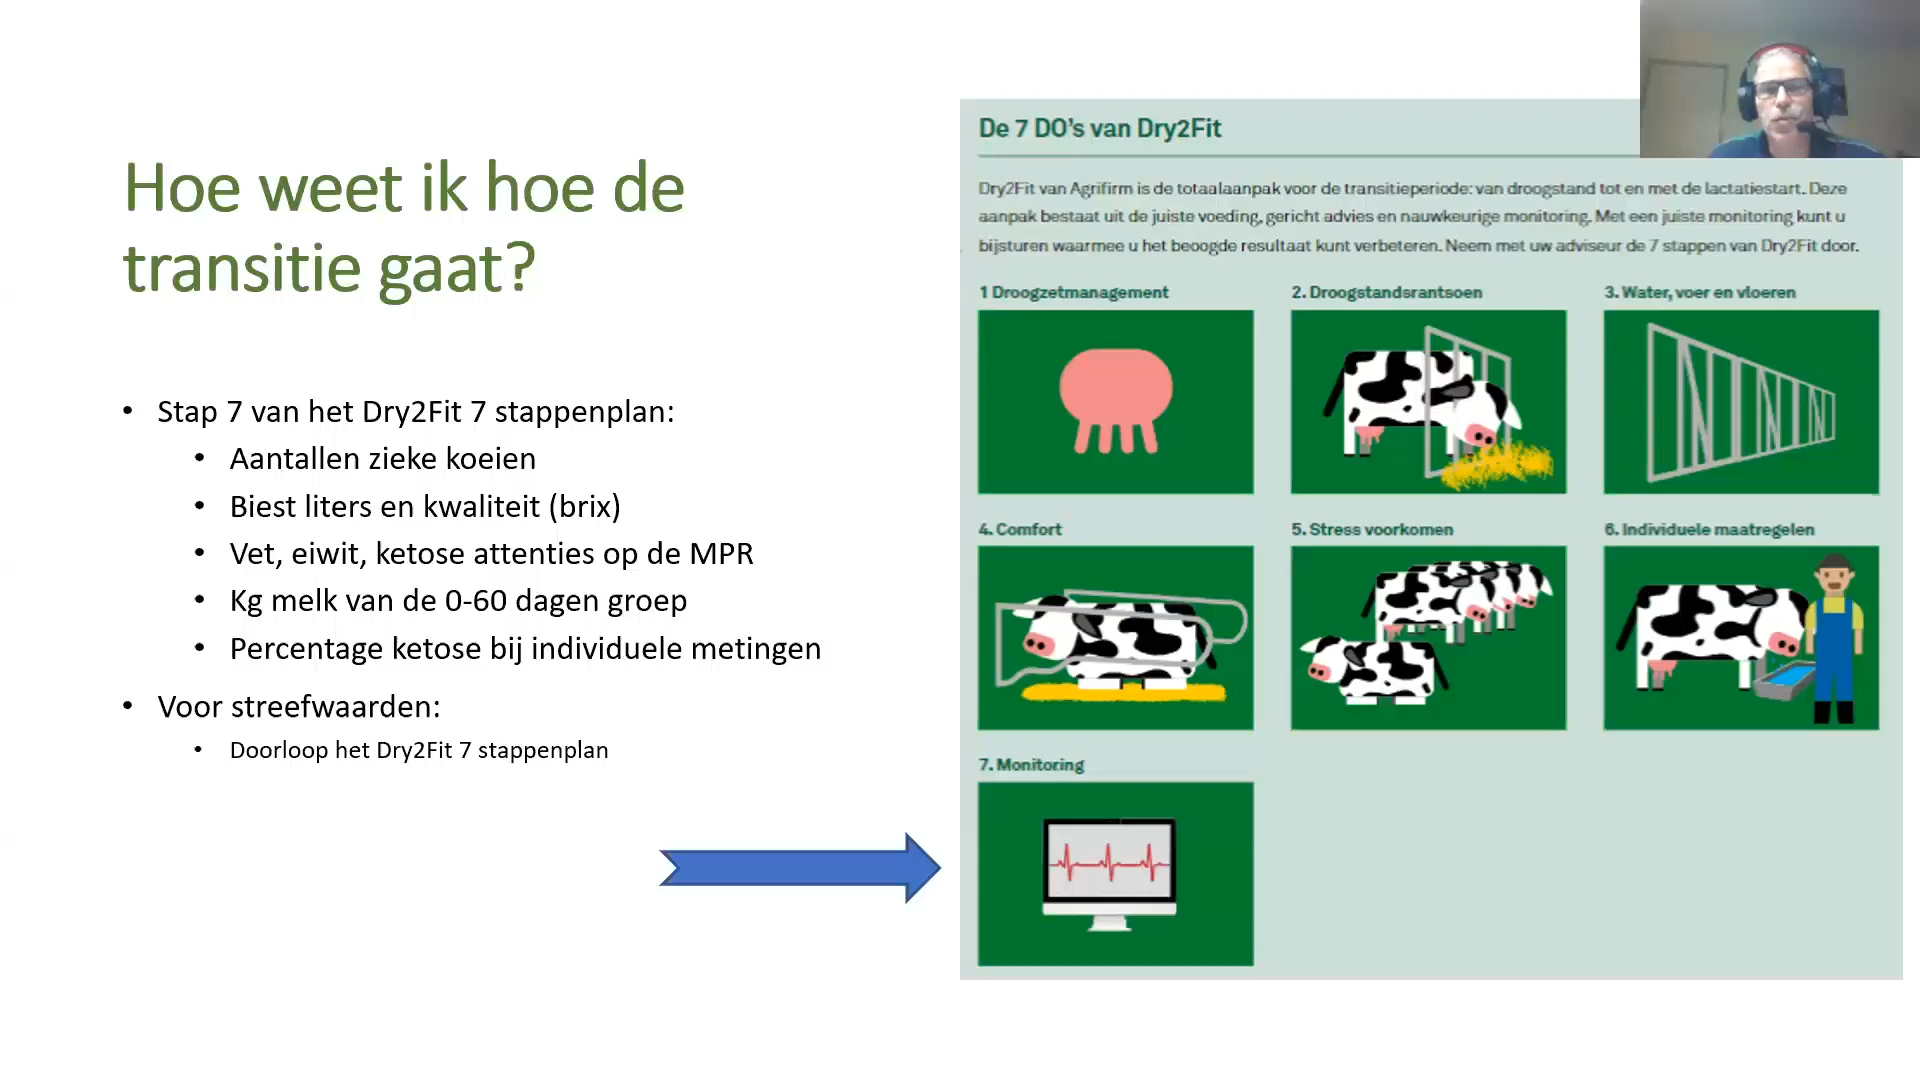 Hoe weet ik hoe de
transitie gaat?
• Stap 7 van het Dry2Fit 7 stappenplan:
• Aantallen zieke koeien
• Biest liters en kwaliteit (brix)
• Vet, eiwit, ketose attenties op de MPR
• Kg melk van de 0-60 dagen groep
• Percentage ketose bij individuele metingen
• Voor streefwaarden:
• Doorloop het Dry2Fit 7 stappenplan
De 7 DO's van Dry2Fit
Dry2Fit van Agrifirm is de totaalaanpak voor de transitieperiode: van droogstand tot en met de lactatiestart. Deze
aanpak bestaat uit de juiste voeding, gericht advies en nauwkeurige monitoring. Met een juiste monitoring kunt u
bijsturen waarmee u het beoogde resultaat kunt verbeteren. Neem met uw adviseur de 7 stappen van Dry2Fit door.
1 Droogzetmanagement
2. Droogstandsrantsoen
3. Water, voer en vloeren
4. Comfort
5. Stress voorkomen
6. Individuele maatregelen
7. Monitoring